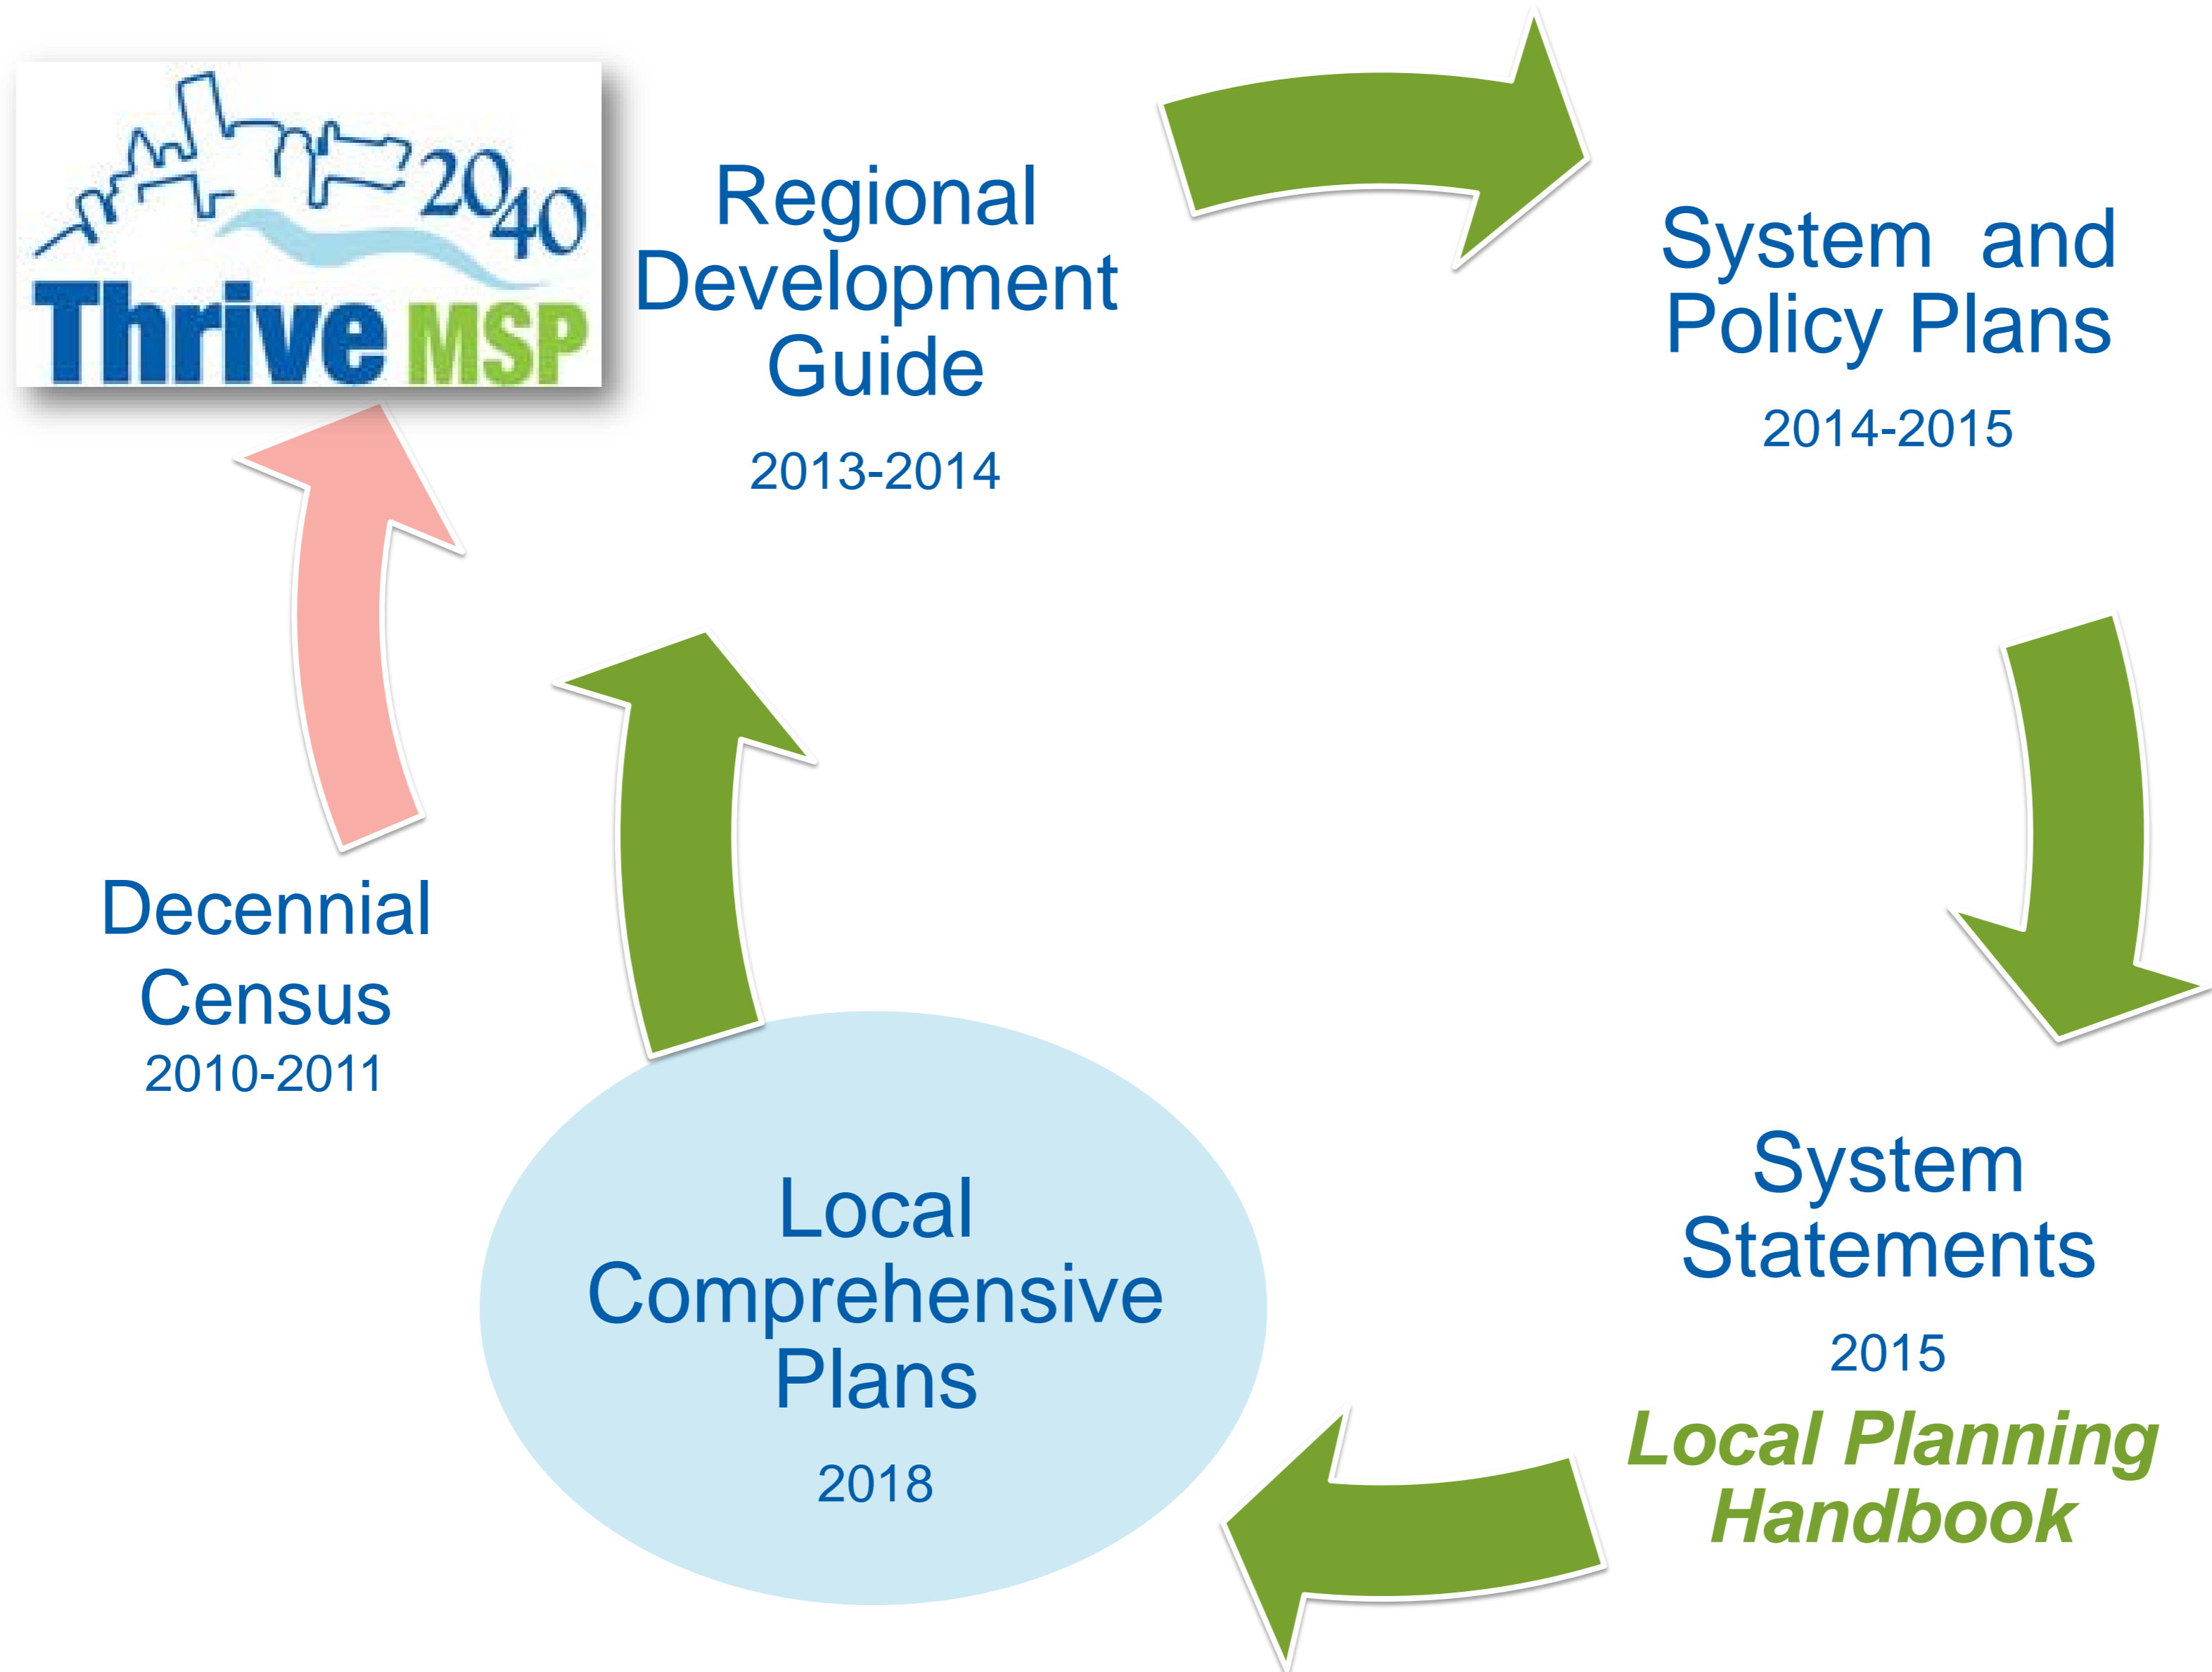 2040
Thrive MSP
Regional
Development
Guide
2013-2014
System and
Policy Plans
2014-2015
System
Statements
2015
Local Planning
Handbook
Local
Comprehensive
Plans
2018
Decennial
Census
2010-2011